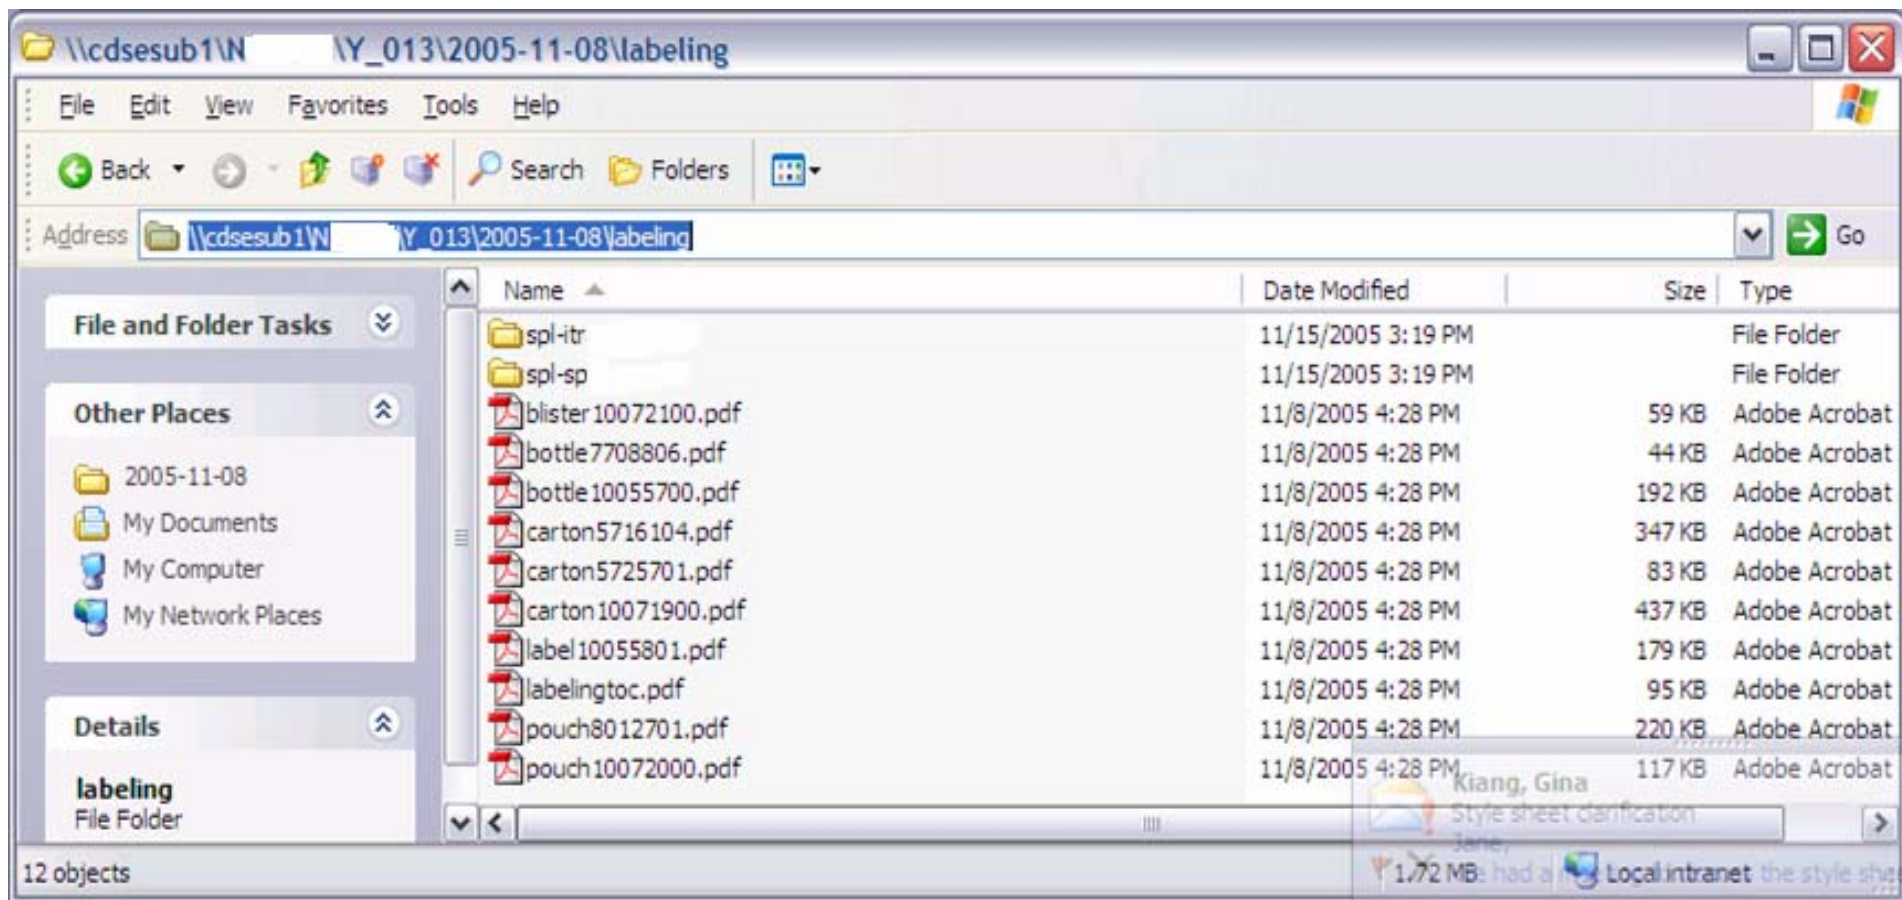 \\cdsesub1\N \Y_013\2005-11-08\labeling
File Edit View Favorites Tools Help
Back Search Folders
Address \\cdsesub1\N \Y_013\2005-11-08\labeling Go
Name Date Modified Size Type
File and Folder Tasks
Other Places
2005-11-08
My Documents
My Computer
My Network Places
Details
labeling
File Folder
spl-itr 11/15/2005 3:19 PM File Folder
spl-sp 11/15/2005 3:19 PM File Folder
blister10072100.pdf 11/8/2005 4:28 PM 59 KB Adobe Acrobat
bottle7708806.pdf 11/8/2005 4:28 PM 44 KB Adobe Acrobat
bottle10055700.pdf 11/8/2005 4:28 PM 192 KB Adobe Acrobat
carton5716104.pdf 11/8/2005 4:28 PM 347 KB Adobe Acrobat
carton5725701.pdf 11/8/2005 4:28 PM 83 KB Adobe Acrobat
carton10071900.pdf 11/8/2005 4:28 PM 437 KB Adobe Acrobat
label10055801.pdf 11/8/2005 4:28 PM 179 KB Adobe Acrobat
labelingtoc.pdf 11/8/2005 4:28 PM 95 KB Adobe Acrobat
pouch8012701.pdf 11/8/2005 4:28 PM 220 KB Adobe Acrobat
pouch10072000.pdf 11/8/2005 4:28 PM 117 KB Adobe Acrobat
Kiang, Gina
Style sheet clarification
Jane,
had a the style
12 objects 1.72 MB Local intranet